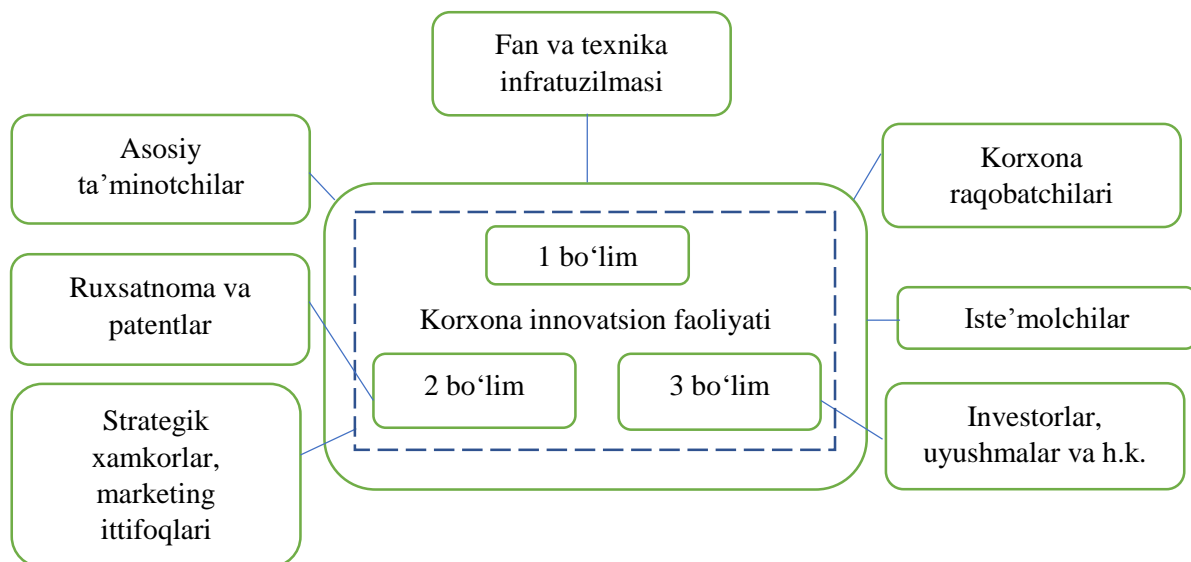 Fan va texnika
infratuzilmasi
Asosiy
ta’minotchilar
Korxona
raqobatchilari
1 bo‘lim
Ruxsatnoma va
patentlar
Korxona innovatsion faoliyati
Iste’molchilar
2 bo‘lim
3 bo‘lim
Strategik
xamkorlar,
marketing
ittifoqlari
Investorlar,
uyushmalar va h.k.